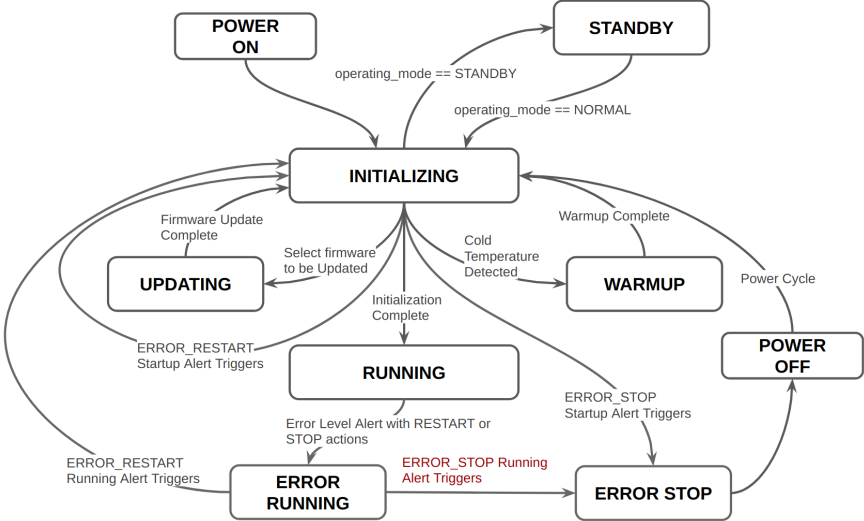 POWER
ON
STANDBY
operating_mode == STANDBY
operating_mode == NORMAL
INITIALIZING
Firmware Update
Complete
Warmup Complete
Select firmware
to be Updated
Cold
Temperature
Detected
UPDATING
WARMUP
Power Cycle
Initialization
Complete
ERROR_RESTART
Startup Alert Triggers
POWER
OFF
RUNNING
ERROR_STOP
Startup Alert Triggers
Error Level Alert with RESTART or
STOP actions
ERROR_RESTART
Running Alert Triggers
ERROR
RUNNING
ERROR_STOP Running
Alert Triggers
ERROR STOP